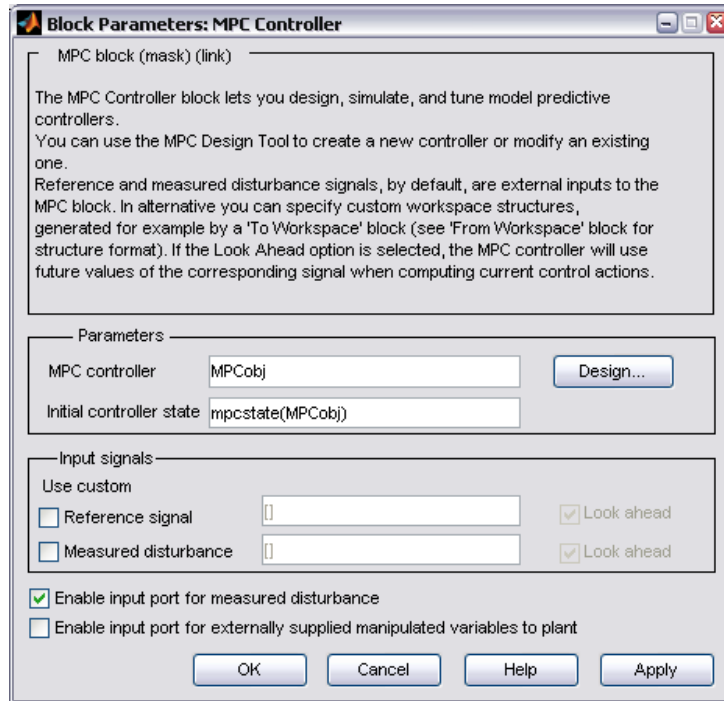 Block Parameters: MPC Controller
MPC block (mask) (link)
The MPC Controller block lets you design, simulate, and tune model predictive
controllers.
You can use the MPC Design Tool to create a new controller or modify an existing
one.
Reference and measured disturbance signals, by default, are external inputs to the
MPC block. In alternative you can specify custom workspace structures,
generated for example by a 'To Workspace' block (see 'From Workspace' block for
structure format). If the Look Ahead option is selected, the MPC controller will use
future values of the corresponding signal when computing current control actions.
Parameters
MPC controller MPCobj Design...
Initial controller state mpcstate(MPCobj)
Input signals
Use custom
Reference signal [] Look ahead
Measured disturbance [] Look ahead
Enable input port for measured disturbance
Enable input port for externally supplied manipulated variables to plant
OK Cancel Help Apply